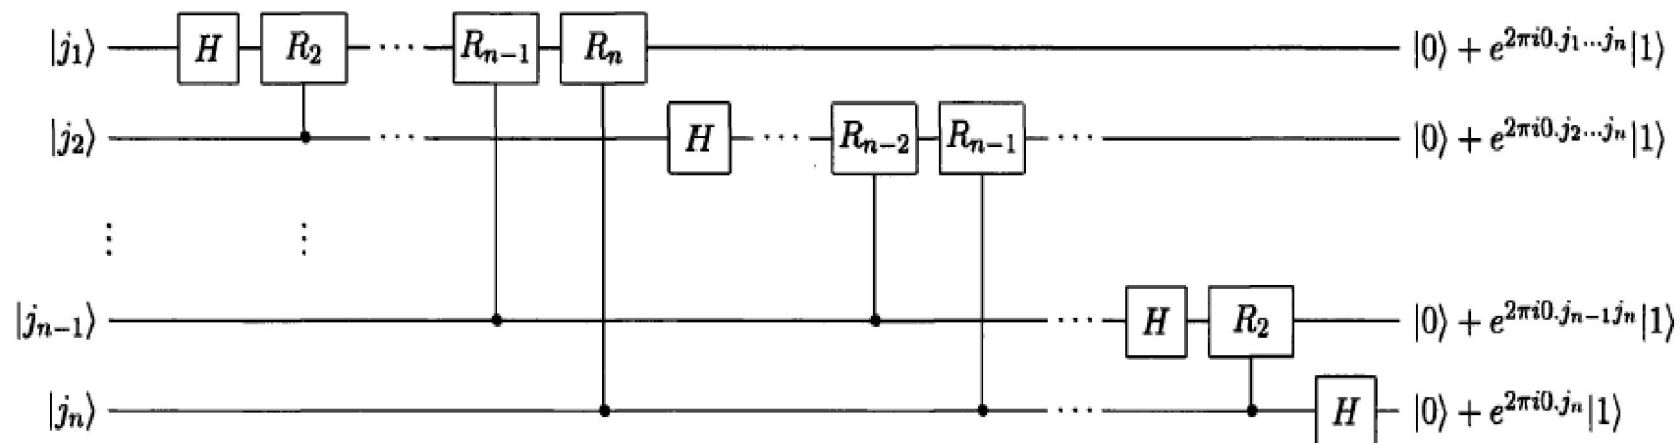 |j₁⟩ H R₂ ⋯ Rₙ₋₁ Rₙ |0⟩ + e^{2πi0.j₁…jₙ}|1⟩
|j₂⟩ ⋯ H ⋯ Rₙ₋₂ Rₙ₋₁ ⋯ |0⟩ + e^{2πi0.j₂…jₙ}|1⟩
⋮ ⋮
|jₙ₋₁⟩ ⋯ H R₂ |0⟩ + e^{2πi0.jₙ₋₁jₙ}|1⟩
|jₙ⟩ ⋯ H |0⟩ + e^{2πi0.jₙ}|1⟩